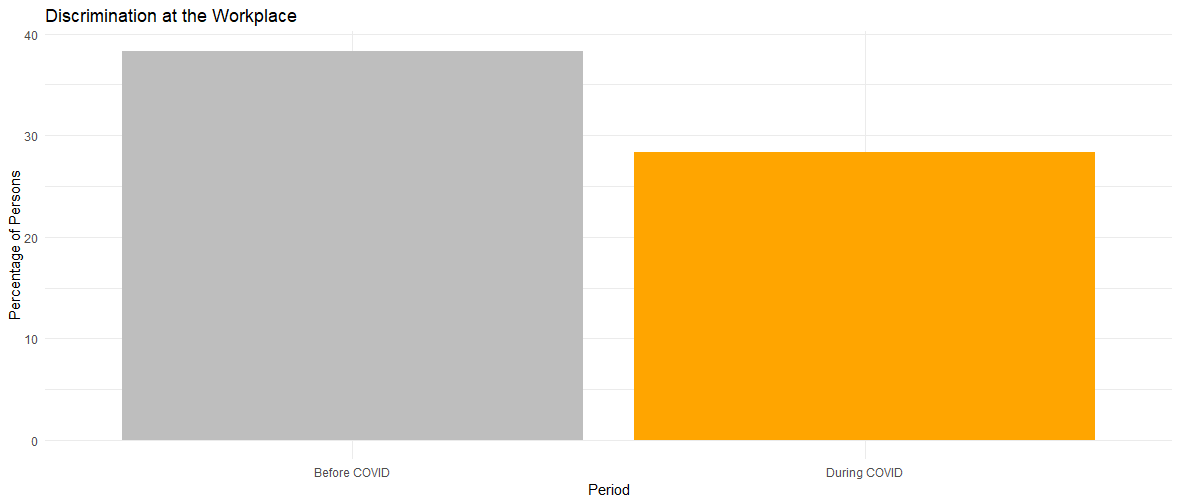 Discrimination at the Workplace
Percentage of Persons
40
30
20
10
0
Before COVID
During COVID
Period